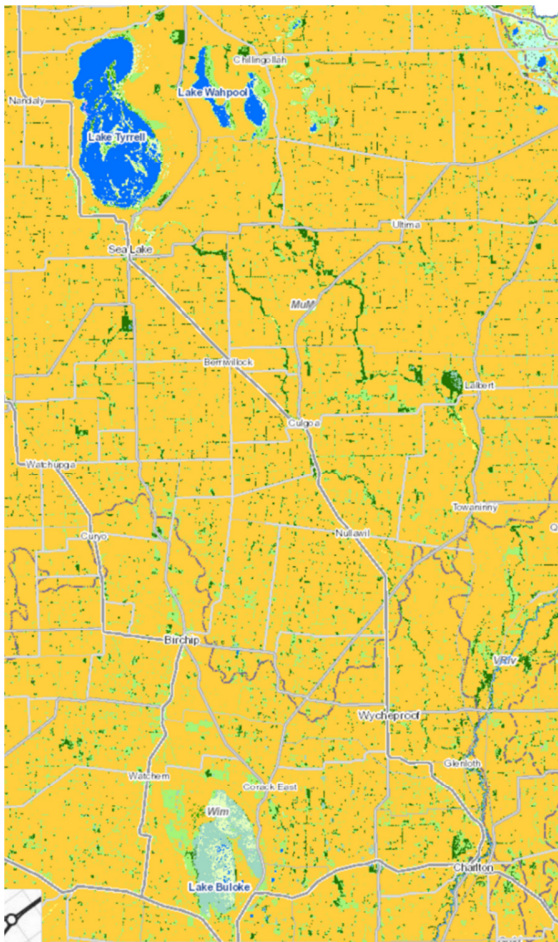 Chillingollah
Lake Wahpool
Nandaly
Lake Tyrrell
Ultima
Sea Lake
MuM
Berriwillock
Lalbert
Culgoa
Watchupga
Towaninny
Curyo
Nullawil
Birchip
VRiv
Wycheproof
Glenloth
Watchem
Corack East
Wim
Charlton
Lake Buloke